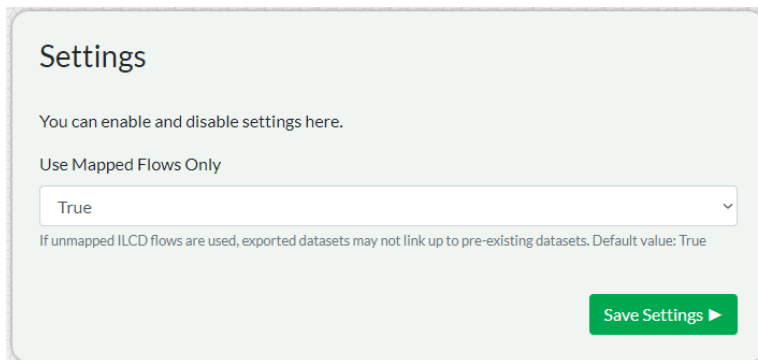 Settings
You can enable and disable settings here.
Use Mapped Flows Only
True
If unmapped ILCD flows are used, exported datasets may not link up to pre-existing datasets. Default value: True
Save Settings ►